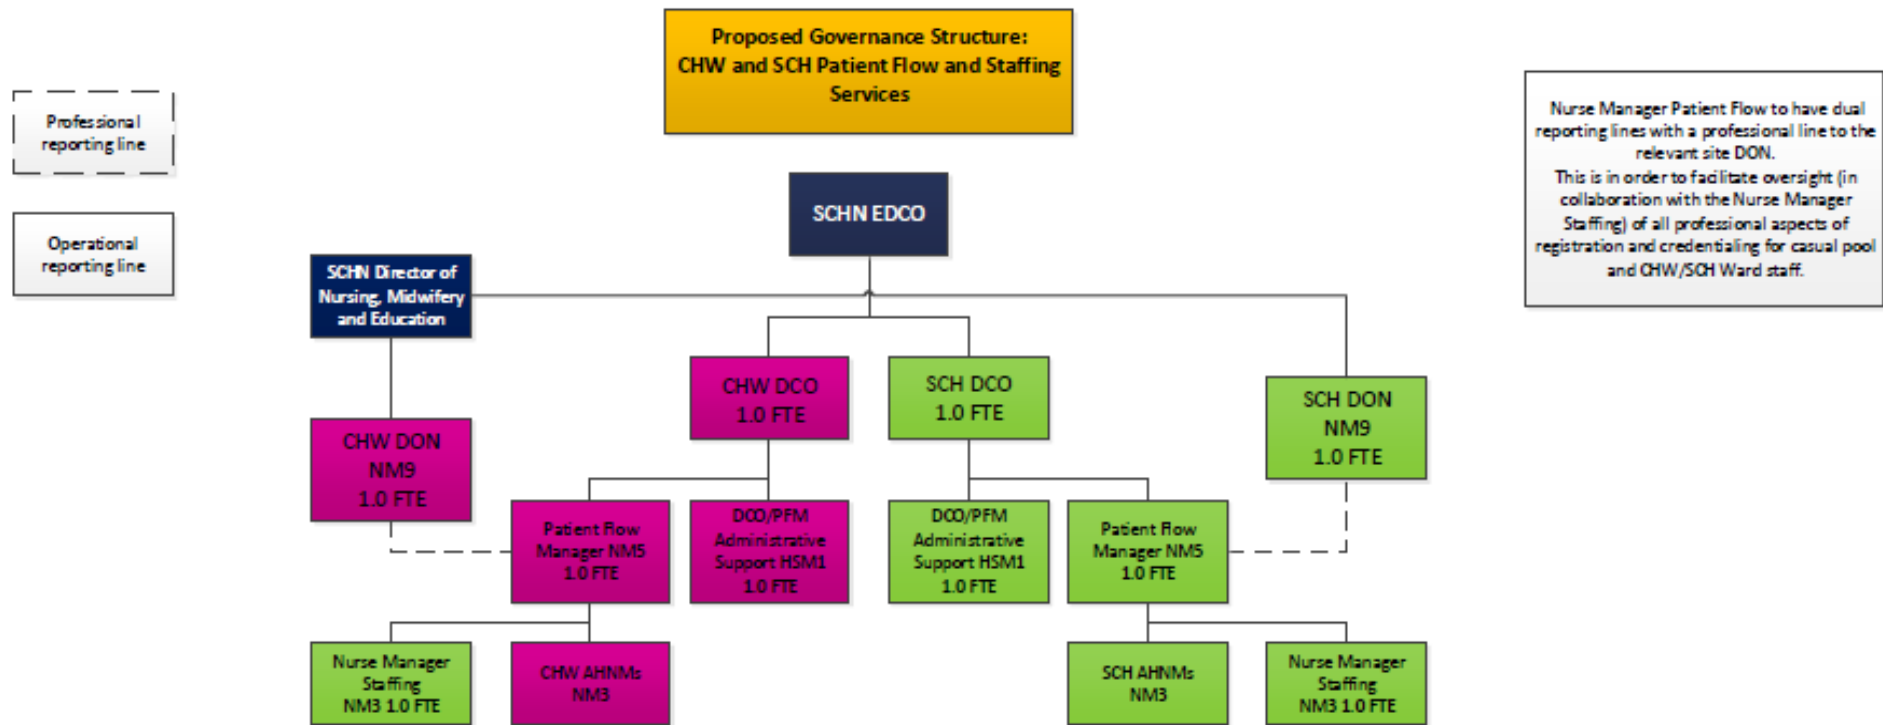 Proposed Governance Structure:
CHW and SCH Patient Flow and Staffing
Services
Professional
reporting line
Operational
reporting line
Nurse Manager Patient Flow to have dual
reporting lines with a professional line to the
relevant site DON.
This is in order to facilitate oversight (in
collaboration with the Nurse Manager
Staffing) of all professional aspects of
registration and credentialing for casual pool
and CHW/SCH Ward staff.
SCHN EDCO
SCHN Director of
Nursing, Midwifery
and Education
CHW DCO
1.0 FTE
SCH DCO
1.0 FTE
CHW DON
NM9
1.0 FTE
SCH DON
NM9
1.0 FTE
Patient Flow
Manager NM5
1.0 FTE
DCO/PFM
Administrative
Support HSM1
1.0 FTE
DCO/PFM
Administrative
Support HSM1
1.0 FTE
Patient Flow
Manager NM5
1.0 FTE
Nurse Manager
Staffing
NM3 1.0 FTE
CHW AHNMs
NM3
SCH AHNMs
NM3
Nurse Manager
Staffing
NM3 1.0 FTE